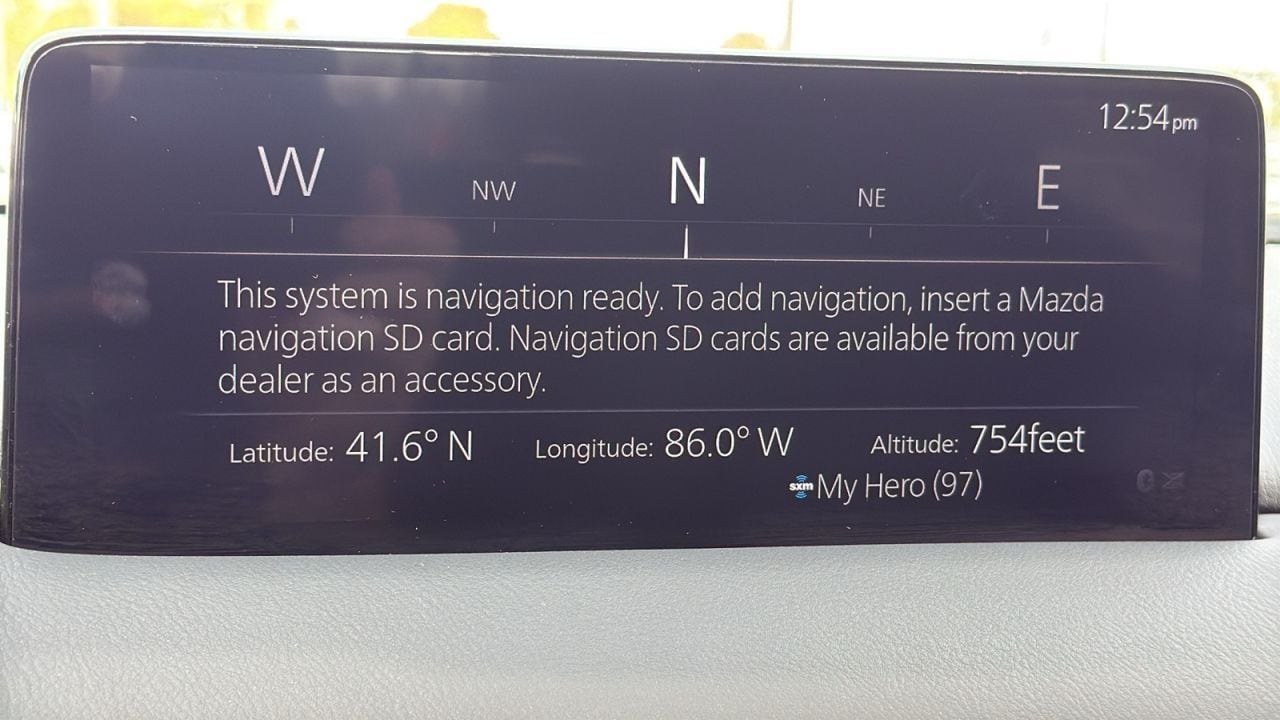 12:54pm
W NW N NE E
This system is navigation ready. To add navigation, insert a Mazda
navigation SD card. Navigation SD cards are available from your
dealer as an accessory.
Latitude: 41.6° N Longitude: 86.0° W Altitude: 754feet
sxm My Hero (97)